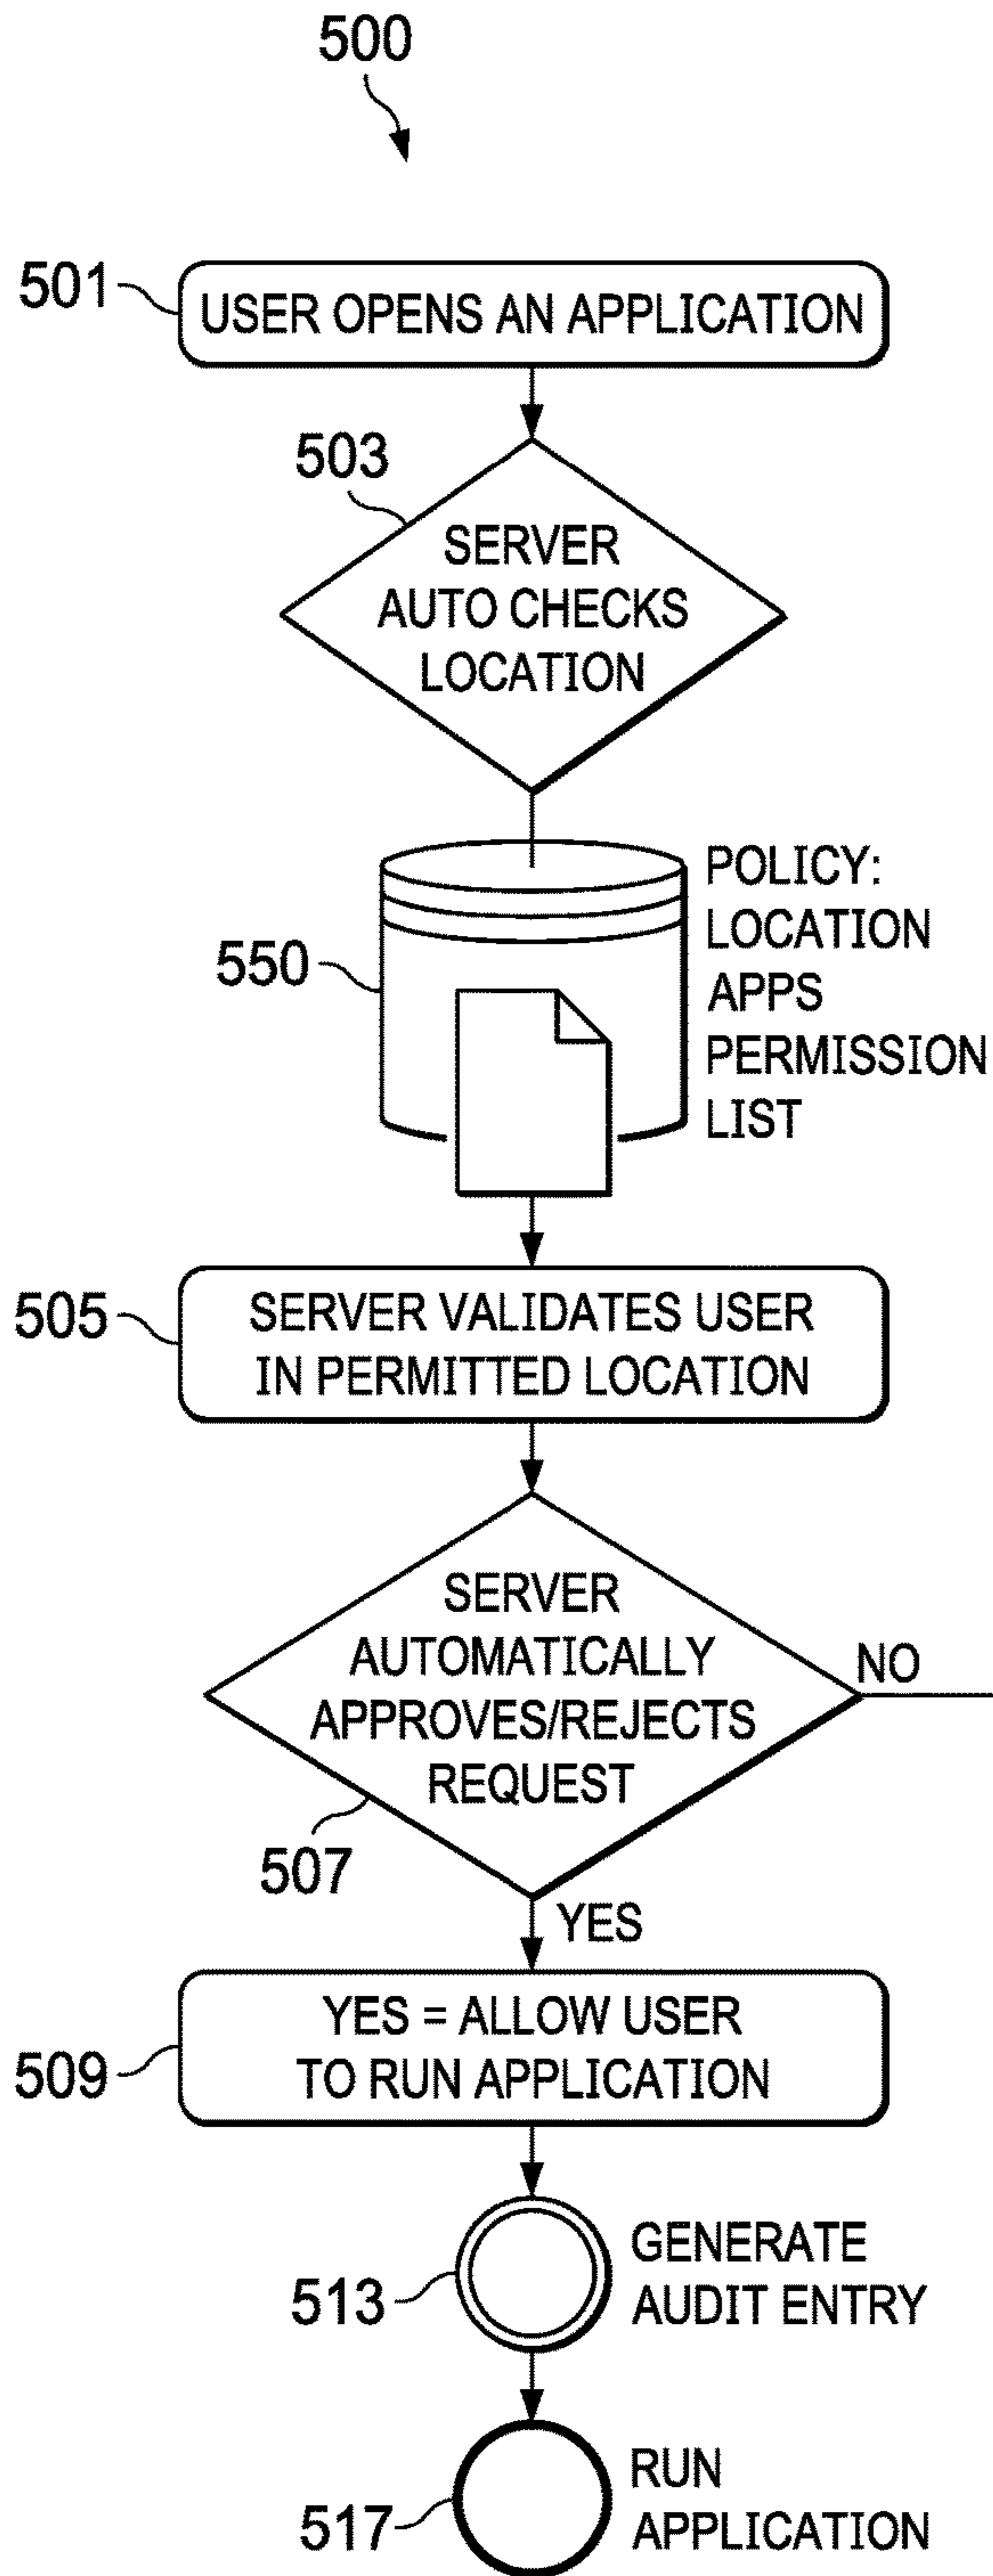 500
501
USER OPENS AN APPLICATION
503
SERVER
AUTO CHECKS
LOCATION
550
POLICY:
LOCATION
APPS
PERMISSION
LIST
505
SERVER VALIDATES USER
IN PERMITTED LOCATION
SERVER
AUTOMATICALLY
APPROVES/REJECTS
REQUEST
NO
507
YES
509
YES = ALLOW USER
TO RUN APPLICATION
513
GENERATE
AUDIT ENTRY
517
RUN
APPLICATION